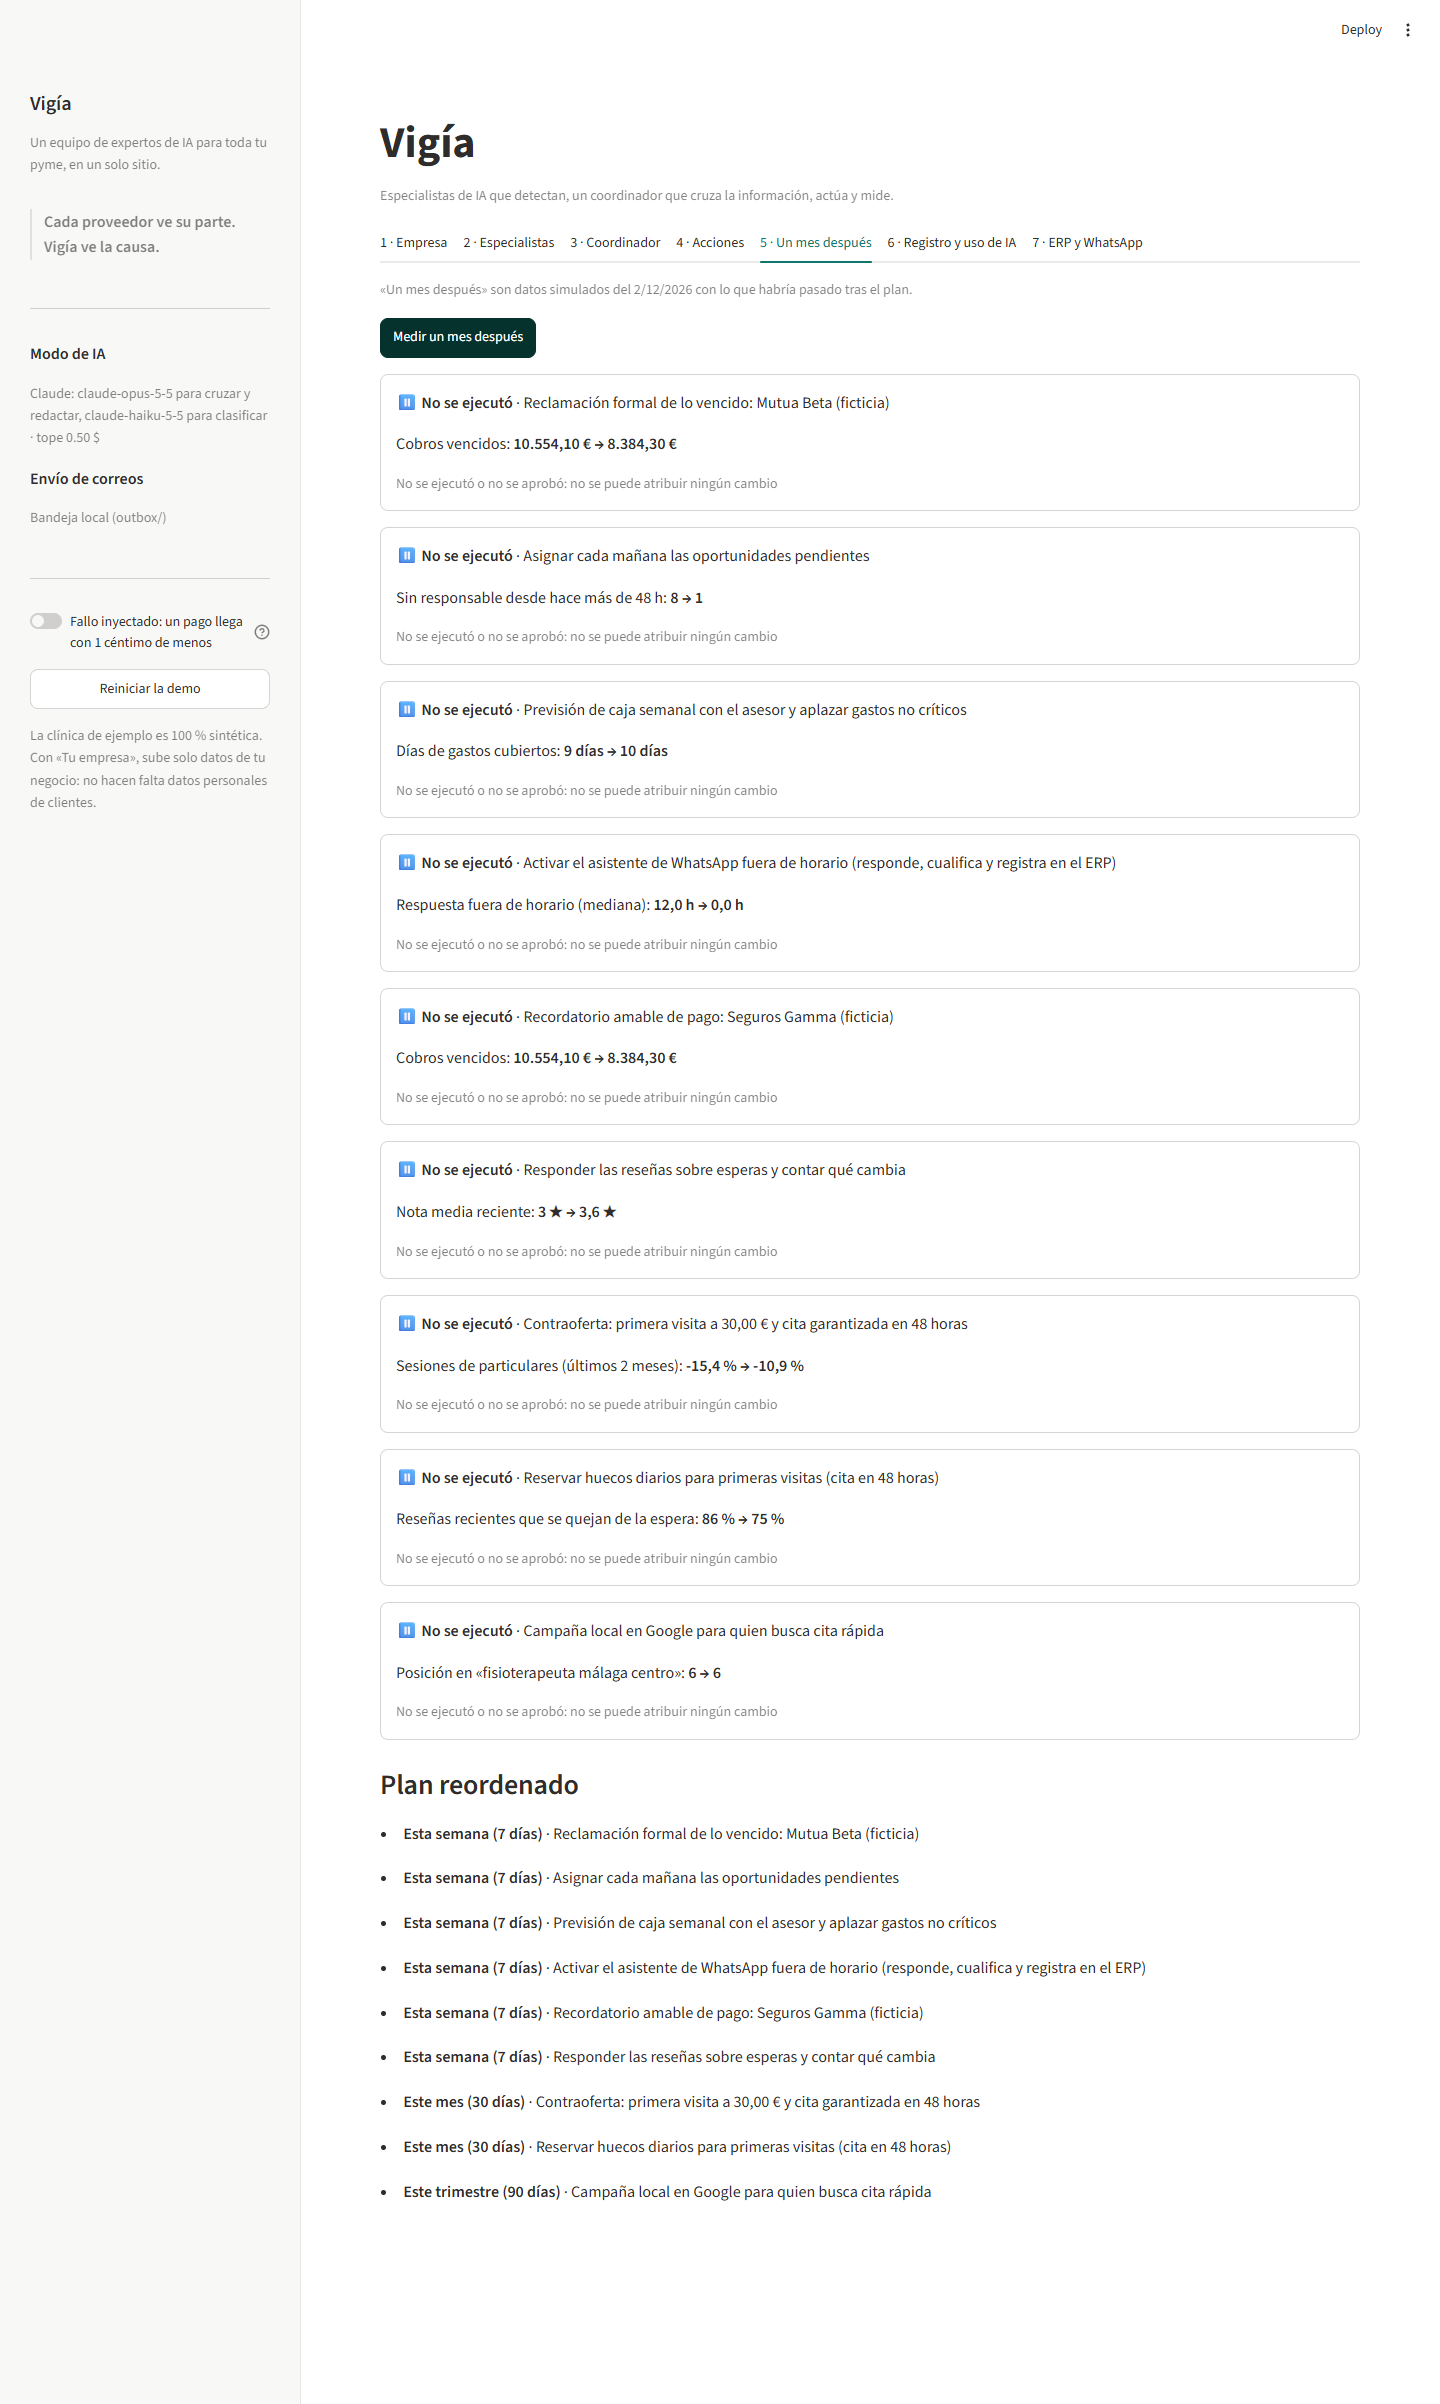 Deploy
Vigía
Un equipo de expertos de IA para toda tu
pyme, en un solo sitio.
Cada proveedor ve su parte.
Vigía ve la causa.
Modo de IA
Claude: claude-opus-5-5 para cruzar y
redactar, claude-haiku-5-5 para clasificar
· tope 0.50 $
Envío de correos
Bandeja local (outbox/)
Fallo inyectado: un pago llega
con 1 céntimo de menos
Reiniciar la demo
La clínica de ejemplo es 100 % sintética.
Con «Tu empresa», sube solo datos de tu
negocio: no hacen falta datos personales
de clientes.
Vigía
Especialistas de IA que detectan, un coordinador que cruza la información, actúa y mide.
1 · Empresa 2 · Especialistas 3 · Coordinador 4 · Acciones 5 · Un mes después 6 · Registro y uso de IA 7 · ERP y WhatsApp
«Un mes después» son datos simulados del 2/12/2026 con lo que habría pasado tras el plan.
Medir un mes después
No se ejecutó · Reclamación formal de lo vencido: Mutua Beta (ficticia)
Cobros vencidos: 10.554,10 € → 8.384,30 €
No se ejecutó o no se aprobó: no se puede atribuir ningún cambio
No se ejecutó · Asignar cada mañana las oportunidades pendientes
Sin responsable desde hace más de 48 h: 8 → 1
No se ejecutó o no se aprobó: no se puede atribuir ningún cambio
No se ejecutó · Previsión de caja semanal con el asesor y aplazar gastos no críticos
Días de gastos cubiertos: 9 días → 10 días
No se ejecutó o no se aprobó: no se puede atribuir ningún cambio
No se ejecutó · Activar el asistente de WhatsApp fuera de horario (responde, cualifica y registra en el ERP)
Respuesta fuera de horario (mediana): 12,0 h → 0,0 h
No se ejecutó o no se aprobó: no se puede atribuir ningún cambio
No se ejecutó · Recordatorio amable de pago: Seguros Gamma (ficticia)
Cobros vencidos: 10.554,10 € → 8.384,30 €
No se ejecutó o no se aprobó: no se puede atribuir ningún cambio
No se ejecutó · Responder las reseñas sobre esperas y contar qué cambia
Nota media reciente: 3 ★ → 3,6 ★
No se ejecutó o no se aprobó: no se puede atribuir ningún cambio
No se ejecutó · Contraoferta: primera visita a 30,00 € y cita garantizada en 48 horas
Sesiones de particulares (últimos 2 meses): -15,4 % → -10,9 %
No se ejecutó o no se aprobó: no se puede atribuir ningún cambio
No se ejecutó · Reservar huecos diarios para primeras visitas (cita en 48 horas)
Reseñas recientes que se quejan de la espera: 86 % → 75 %
No se ejecutó o no se aprobó: no se puede atribuir ningún cambio
No se ejecutó · Campaña local en Google para quien busca cita rápida
Posición en «fisioterapeuta málaga centro»: 6 → 6
No se ejecutó o no se aprobó: no se puede atribuir ningún cambio
Plan reordenado
• Esta semana (7 días) · Reclamación formal de lo vencido: Mutua Beta (ficticia)
• Esta semana (7 días) · Asignar cada mañana las oportunidades pendientes
• Esta semana (7 días) · Previsión de caja semanal con el asesor y aplazar gastos no críticos
• Esta semana (7 días) · Activar el asistente de WhatsApp fuera de horario (responde, cualifica y registra en el ERP)
• Esta semana (7 días) · Recordatorio amable de pago: Seguros Gamma (ficticia)
• Esta semana (7 días) · Responder las reseñas sobre esperas y contar qué cambia
• Este mes (30 días) · Contraoferta: primera visita a 30,00 € y cita garantizada en 48 horas
• Este mes (30 días) · Reservar huecos diarios para primeras visitas (cita en 48 horas)
• Este trimestre (90 días) · Campaña local en Google para quien busca cita rápida